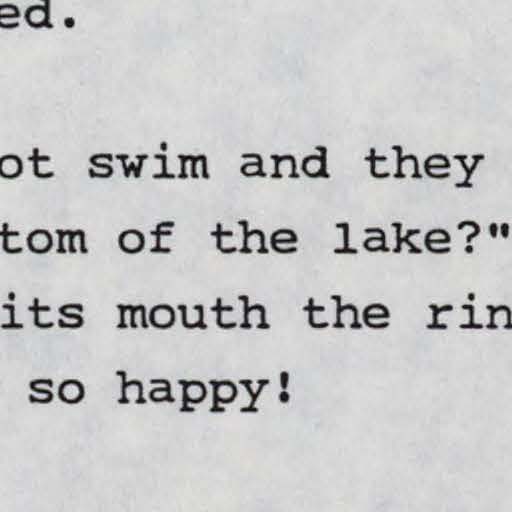 ed.
ot swim and they
tom of the lake?"
its mouth the rin
so happy!